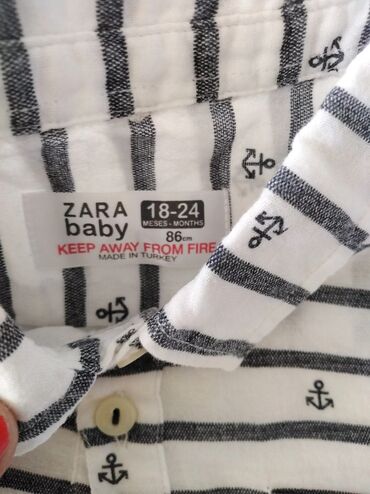 ZARA
baby
18-24
MESES - MONTHS
86cm
KEEP AWAY FROM FIRE
MADE IN TURKEY